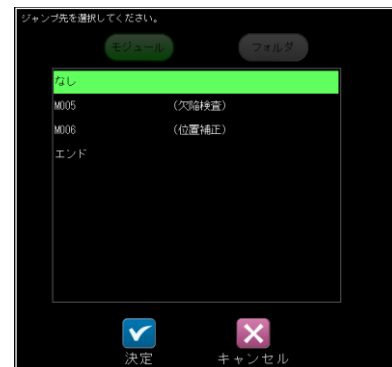 ジャンプ先を選択してください。
モジュール フォルダ
なし
M005 (欠陥検査)
M006 (位置補正)
エンド
決定 キャンセル